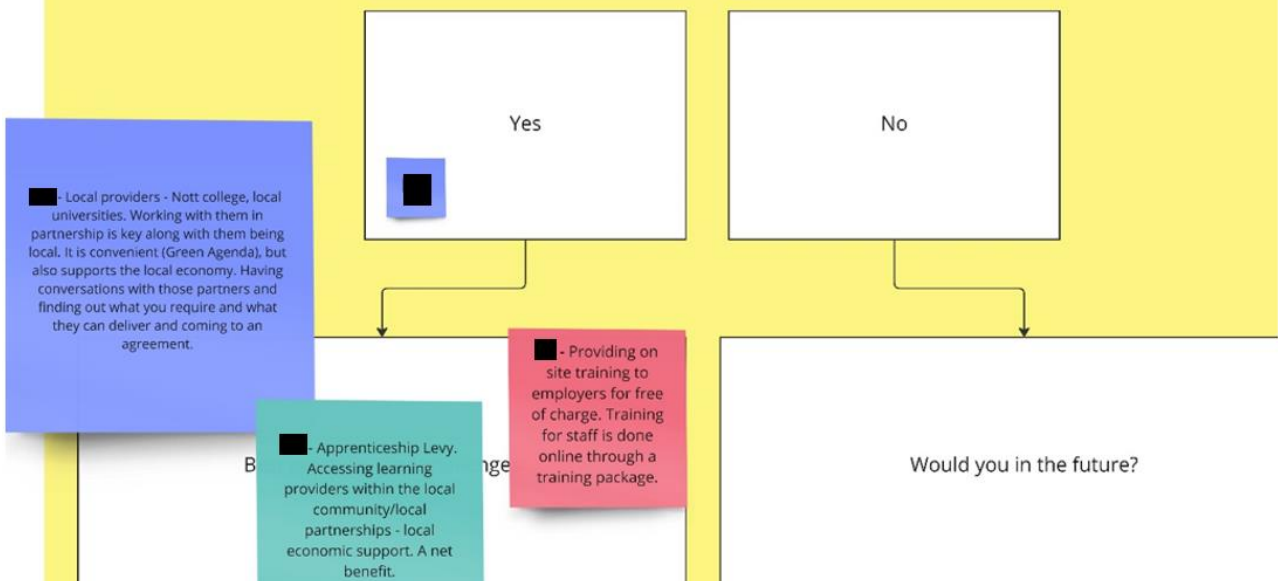 Yes
No
- Local providers - Nott college, local
universities. Working with them in
partnership is key along with them being
local. It is convenient (Green Agenda), but
also supports the local economy. Having
conversations with those partners and
finding out what you require and what
they can deliver and coming to an
agreement.
- Providing on
site training to
employers for free
of charge. Training
for staff is done
online through a
training package.
- Apprenticeship Levy.
Accessing learning
providers within the local
community/local
partnerships - local
economic support. A net
benefit.
Would you in the future?